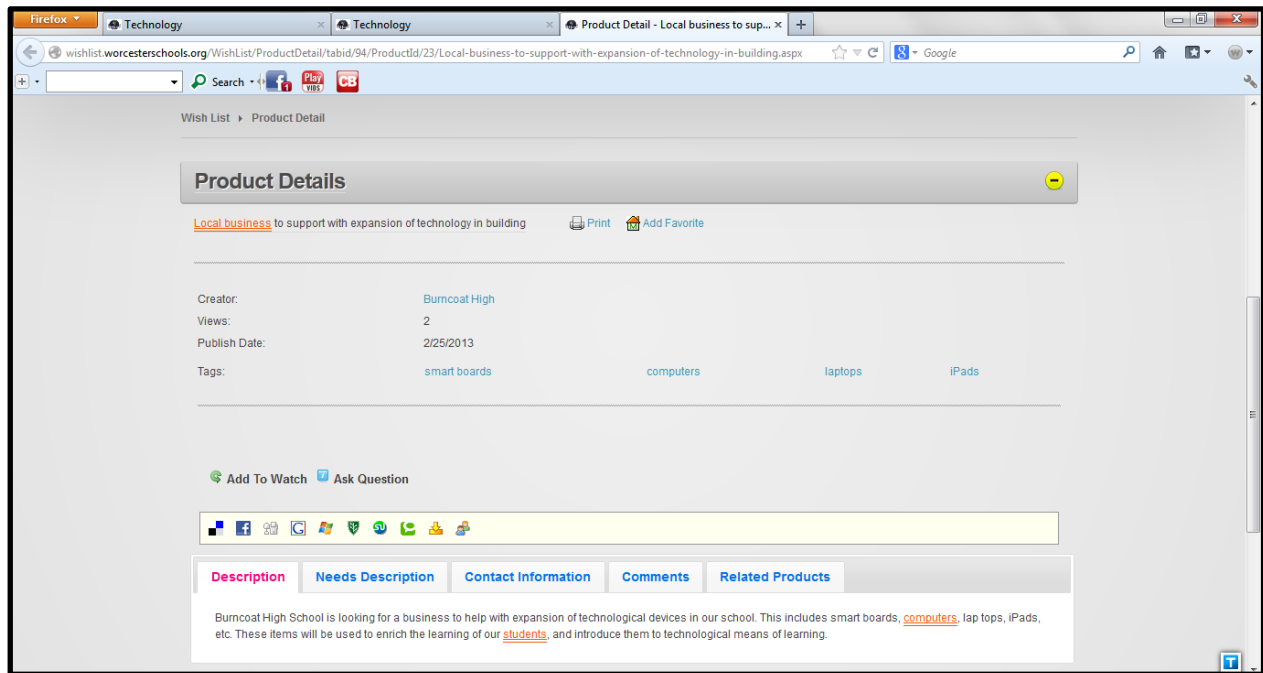 Firefox
Technology
Technology
Product Detail - Local business to sup...
wishlist.worcesterschools.org/WishList/ProductDetail/tabid/94/ProductId/23/Local-business-to-support-with-expansion-of-technology-in-building.aspx
Google
Search
1
Play
VIDS
CB
Wish List Product Detail
Product Details
Local business to support with expansion of technology in building Print Add Favorite
Creator: Burncoat High
Views: 2
Publish Date: 2/25/2013
Tags: smart boards computers laptops iPads
Add To Watch Ask Question
Description Needs Description Contact Information Comments Related Products
Burncoat High School is looking for a business to help with expansion of technological devices in our school. This includes smart boards, computers, lap tops, iPads,
etc. These items will be used to enrich the learning of our students, and introduce them to technological means of learning.
T